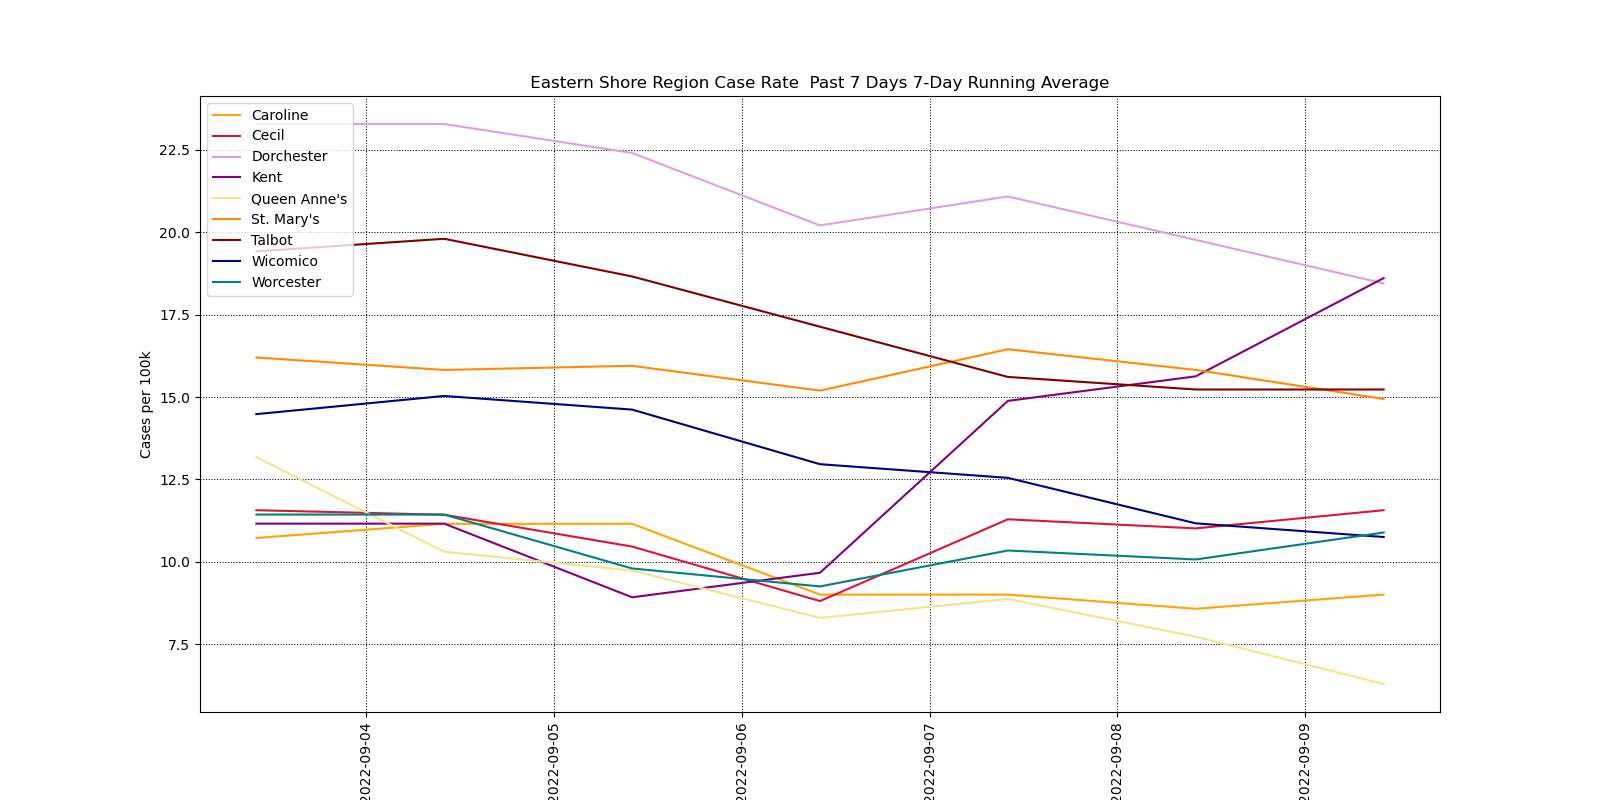 Eastern Shore Region Case Rate  Past 7 Days 7-Day Running Average
Caroline
Cecil
Dorchester
Kent
Queen Anne's
St. Mary's
Talbot
Wicomico
Worcester
22.5
20.0
17.5
15.0
12.5
10.0
7.5
Cases per 100k
2022-09-04
2022-09-05
2022-09-06
2022-09-07
2022-09-08
2022-09-09